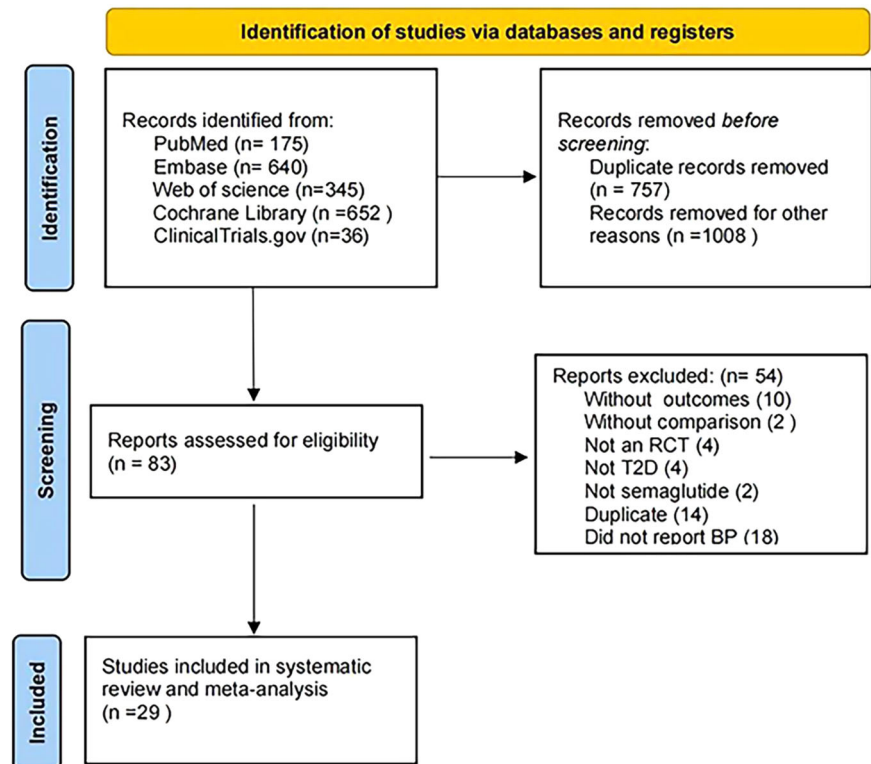 Identification of studies via databases and registers
Identification
Records identified from:
PubMed (n= 175)
Embase (n= 640)
Web of science (n=345)
Cochrane Library (n =652 )
ClinicalTrials.gov (n=36)
Records removed before
screening:
Duplicate records removed
(n = 757)
Records removed for other
reasons (n =1008 )
Screening
Reports assessed for eligibility
(n = 83)
Reports excluded: (n= 54)
Without outcomes (10)
Without comparison (2 )
Not an RCT (4)
Not T2D (4)
Not semaglutide (2)
Duplicate (14)
Did not report BP (18)
Included
Studies included in systematic
review and meta-analysis
(n =29 )